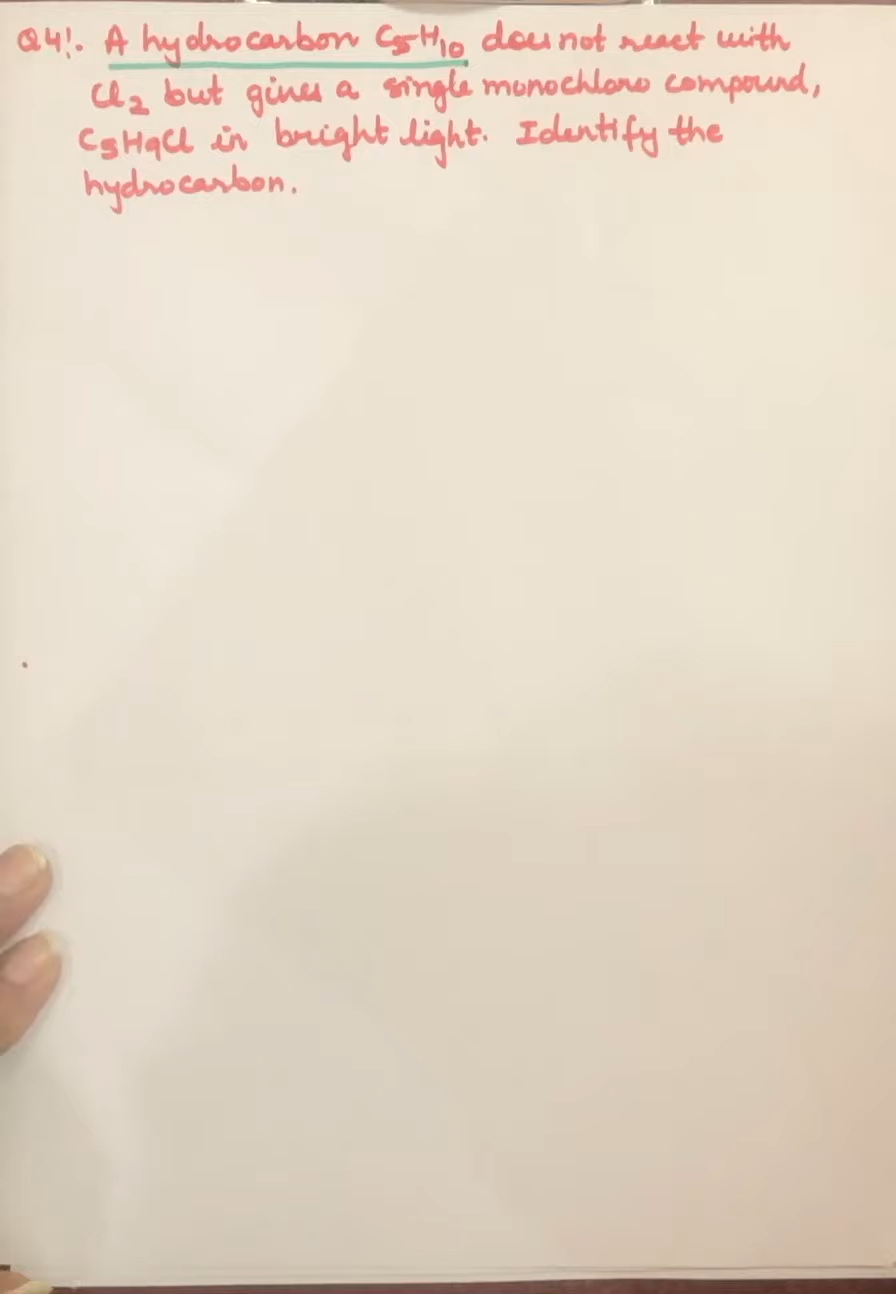 Q4!. A hydrocarbon C₅H₁₀ does not react with
Cl₂ but gives a single monochloro compound,
C₅H₉Cl in bright light. Identify the
hydrocarbon.